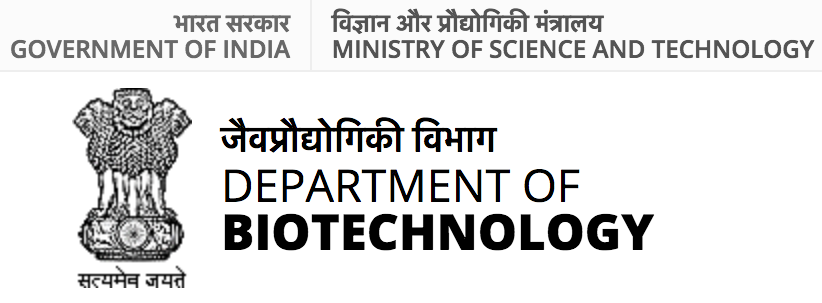 भारत सरकार
GOVERNMENT OF INDIA
विज्ञान और प्रौद्योगिकी मंत्रालय
MINISTRY OF SCIENCE AND TECHNOLOGY
जैवप्रौद्योगिकी विभाग
DEPARTMENT OF
BIOTECHNOLOGY
सत्यमेव जयते